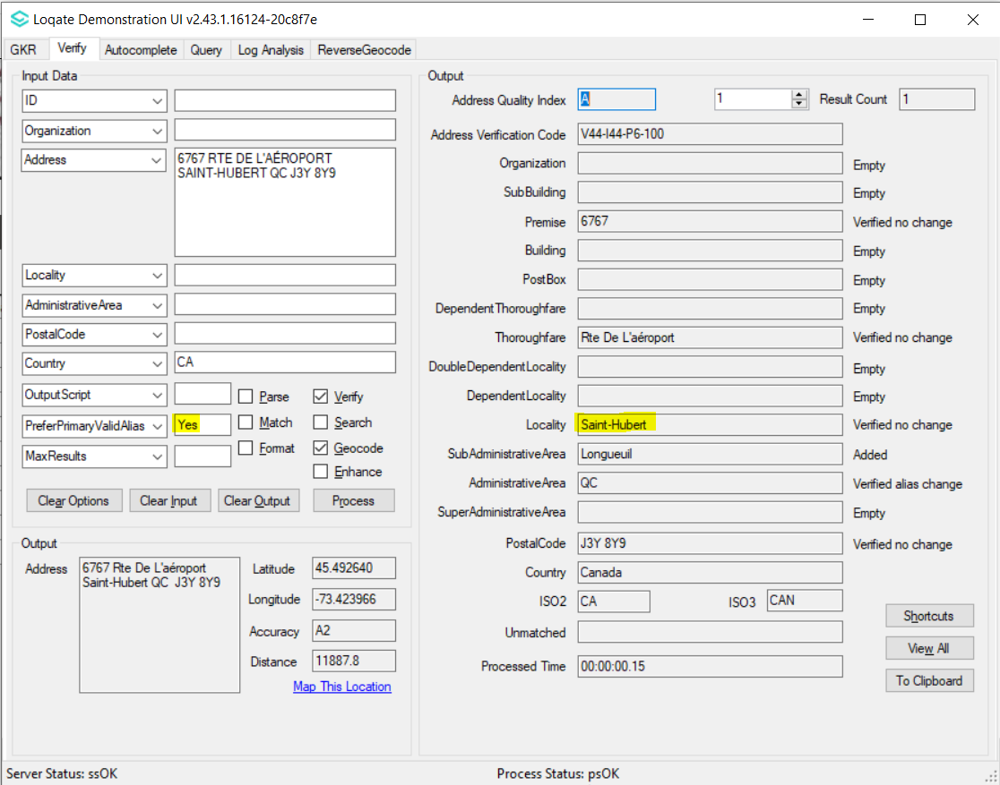 Loqate Demonstration UI v2.43.1.16124-20c8f7e
GKR Verify Autocomplete Query Log Analysis ReverseGeocode
Input Data
ID
Organization
Address
6767 RTE DE L'AÉROPORT
SAINT-HUBERT QC J3Y 8Y9
Locality
AdministrativeArea
PostalCode
Country CA
OutputScript Parse Verify
PreferPrimaryValidAlias Yes Match Search
MaxResults Format Geocode
Enhance
Clear Options Clear Input Clear Output Process
Output
Address
6767 Rte De L'aéroport
Saint-Hubert QC  J3Y 8Y9
Latitude 45.492640
Longitude -73.423966
Accuracy A2
Distance 11887.8
Map This Location
Output
Address Quality Index A 1 Result Count 1
Address Verification Code V44-I44-P6-100
Organization Empty
SubBuilding Empty
Premise 6767 Verified no change
Building Empty
PostBox Empty
DependentThoroughfare Empty
Thoroughfare Rte De L'aéroport Verified no change
DoubleDependentLocality Empty
DependentLocality Empty
Locality Saint-Hubert Verified no change
SubAdministrativeArea Longueuil Added
AdministrativeArea QC Verified alias change
SuperAdministrativeArea Empty
PostalCode J3Y 8Y9 Verified no change
Country Canada
ISO2 CA ISO3 CAN
Unmatched
Processed Time 00:00:00.15
Shortcuts
View All
To Clipboard
Server Status: ssOK Process Status: psOK